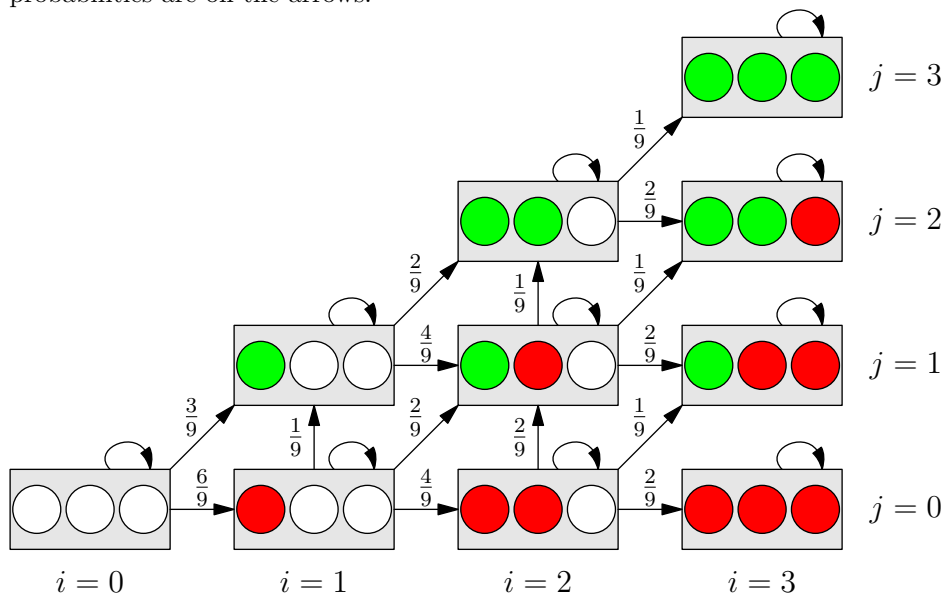 probabilities are on the arrows.
j = 3
1/9
2/9
j = 2
2/9
1/9
1/9
4/9
2/9
j = 1
3/9
1/9
2/9
2/9
1/9
6/9
4/9
2/9
j = 0
i = 0
i = 1
i = 2
i = 3